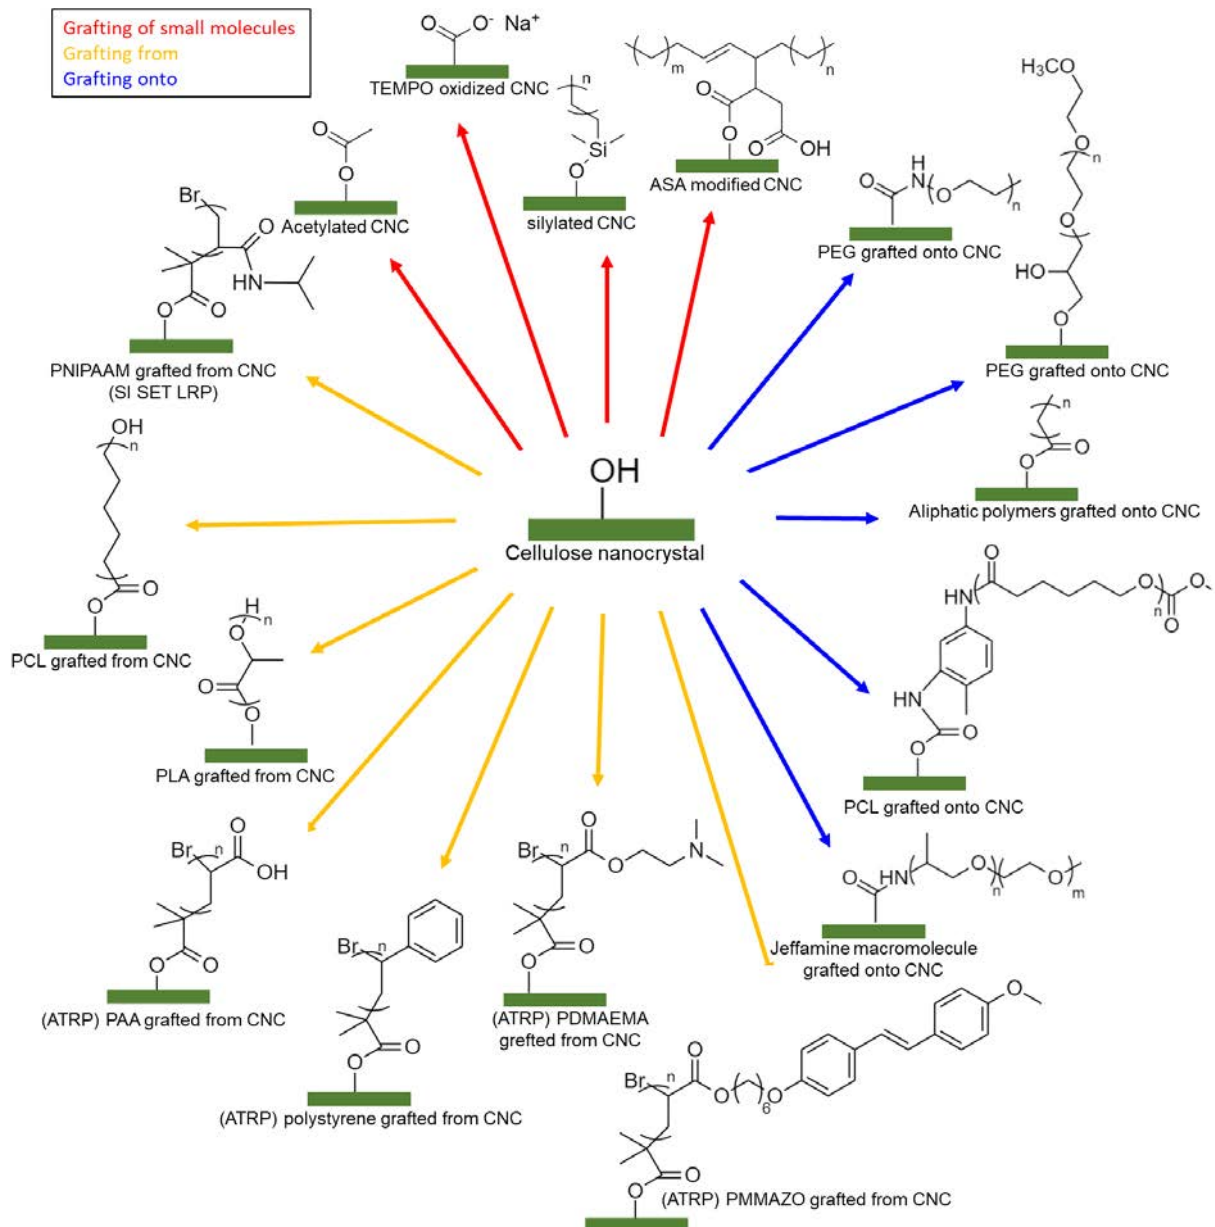 Grafting of small molecules
Grafting from
Grafting onto
O
O⁻ Na⁺
TEMPO oxidized CNC
n
Si
O
silylated CNC
m
n
O
O
O
OH
ASA modified CNC
O
O
Acetylated CNC
H₃CO
O
n
O
HO
O
PEG grafted onto CNC
H
O
N
O
n
PEG grafted onto CNC
Br
n
O
HN
O
O
PNIPAAM grafted from CNC
(SI SET LRP)
n
O
O
Aliphatic polymers grafted onto CNC
OH
n
O
O
PCL grafted from CNC
OH
Cellulose nanocrystal
H
O
n
O
O
PLA grafted from CNC
O
HN
O
n
O
O
NH
O
O
PCL grafted onto CNC
Br
n
O
OH
O
O
(ATRP) PAA grafted from CNC
Br
n
O
O
(ATRP) polystyrene grafted from CNC
Br
n
O
O
N
O
O
(ATRP) PDMAEMA
grefted from CNC
O
HN
O
n
O
m
Jeffamine macromolecule
grafted onto CNC
Br
n
O
O
6
O
O
O
O
(ATRP) PMMAZO grafted from CNC